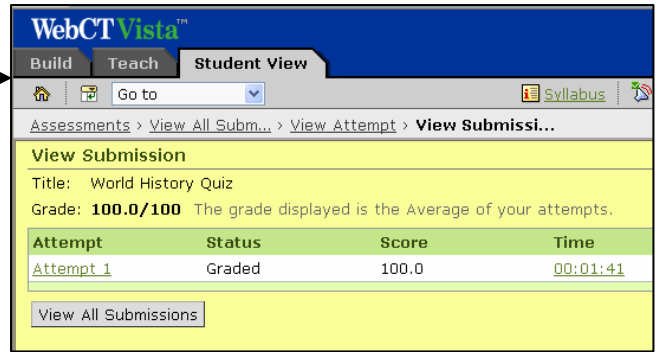 WebCT Vista™
Build Teach Student View
Go to Syllabus
Assessments › View All Subm... › View Attempt › View Submissi...
View Submission
Title: World History Quiz
Grade: 100.0/100 The grade displayed is the Average of your attempts.
Attempt Status Score Time
Attempt 1 Graded 100.0 00:01:41
View All Submissions